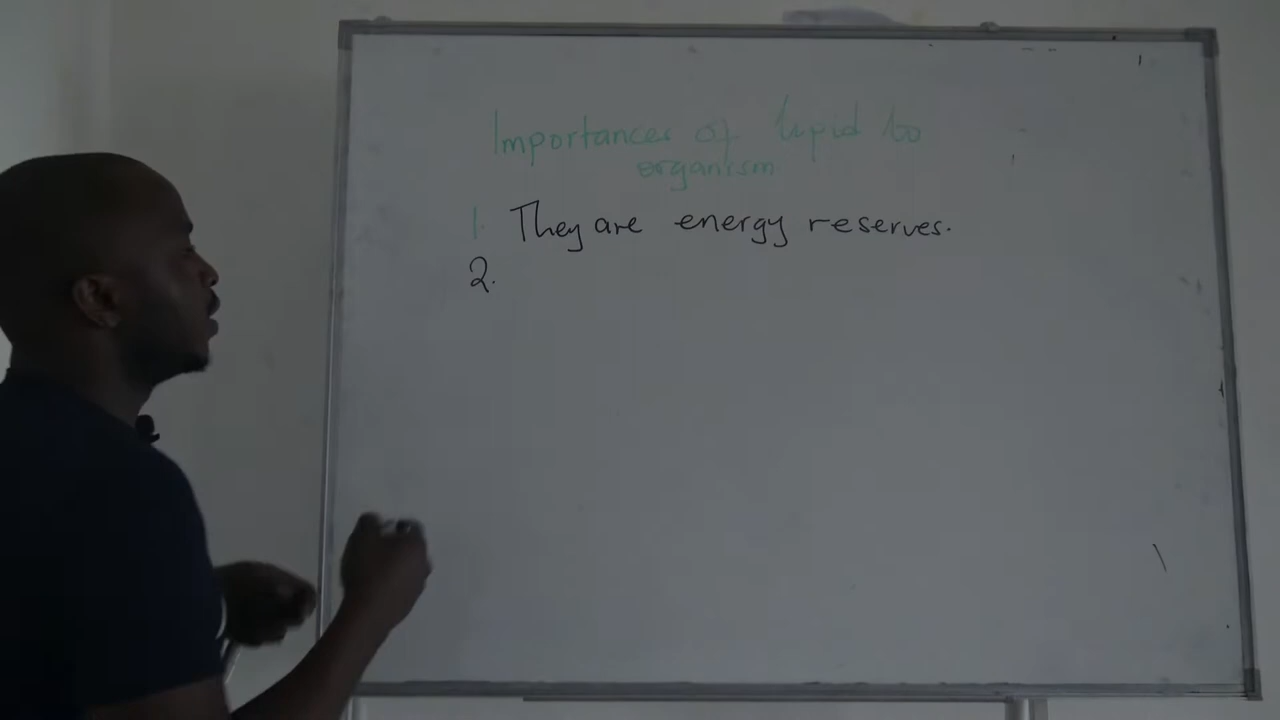 Importances of lipid to
organism
1. They are energy reserves.
2.